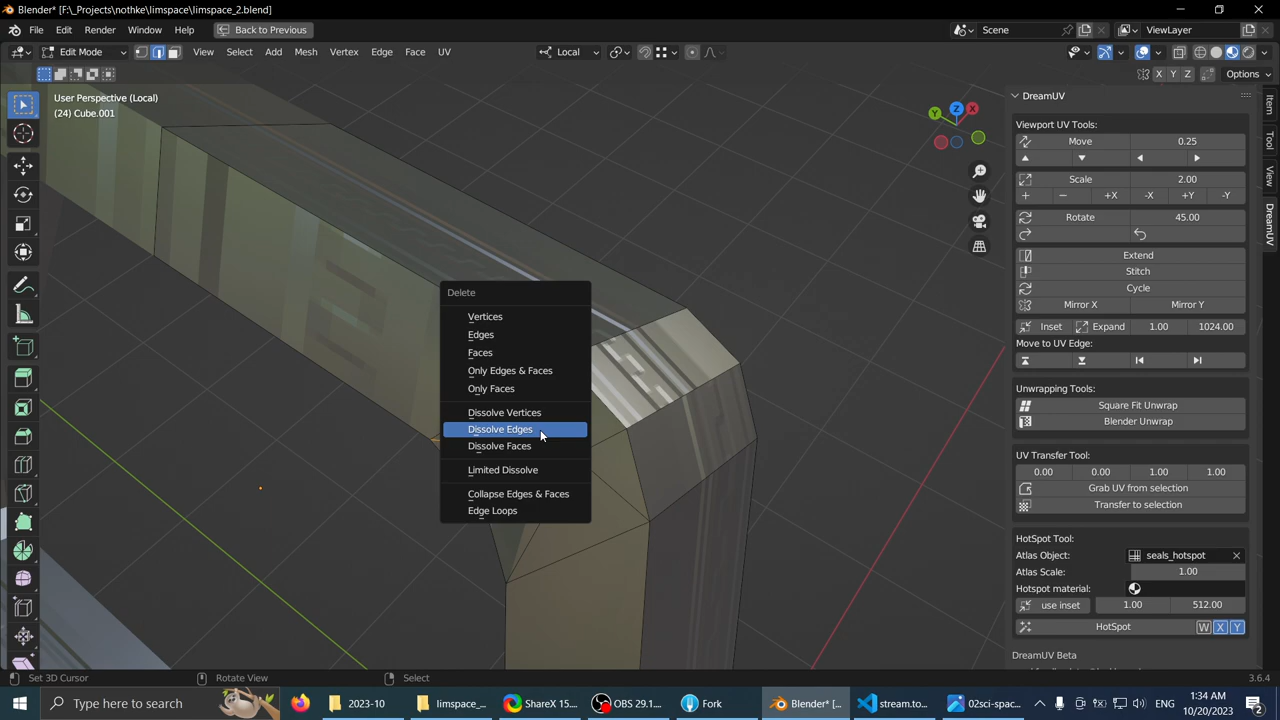 Blender* [F:\_Projects\nothke\limspace\limspace_2.blend]
File Edit Render Window Help Back to Previous Scene ViewLayer
Edit Mode View Select Add Mesh Vertex Edge Face UV Local
X Y Z Options
User Perspective (Local)
(24) Cube.001
Y Z X
DreamUV
Viewport UV Tools:
Move 0.25
Scale 2.00
+X -X +Y -Y
Rotate 45.00
Extend
Stitch
Cycle
Mirror X Mirror Y
Inset Expand 1.00 1024.00
Move to UV Edge:
Unwrapping Tools:
Square Fit Unwrap
Blender Unwrap
UV Transfer Tool:
0.00 0.00 1.00 1.00
Grab UV from selection
Transfer to selection
HotSpot Tool:
Atlas Object: seals_hotspot
Atlas Scale: 1.00
Hotspot material:
use inset 1.00 512.00
HotSpot W X Y
DreamUV Beta
Item
Tool
View
DreamUV
Delete
Vertices
Edges
Faces
Only Edges & Faces
Only Faces
Dissolve Vertices
Dissolve Edges
Dissolve Faces
Limited Dissolve
Collapse Edges & Faces
Edge Loops
Set 3D Cursor Rotate View Select 3.6.4
Type here to search 2023-10 limspace_... ShareX 15.... OBS 29.1.... Fork Blender* [... stream.to... 02sci-spac... ENG 1:34 AM
10/20/2023 2